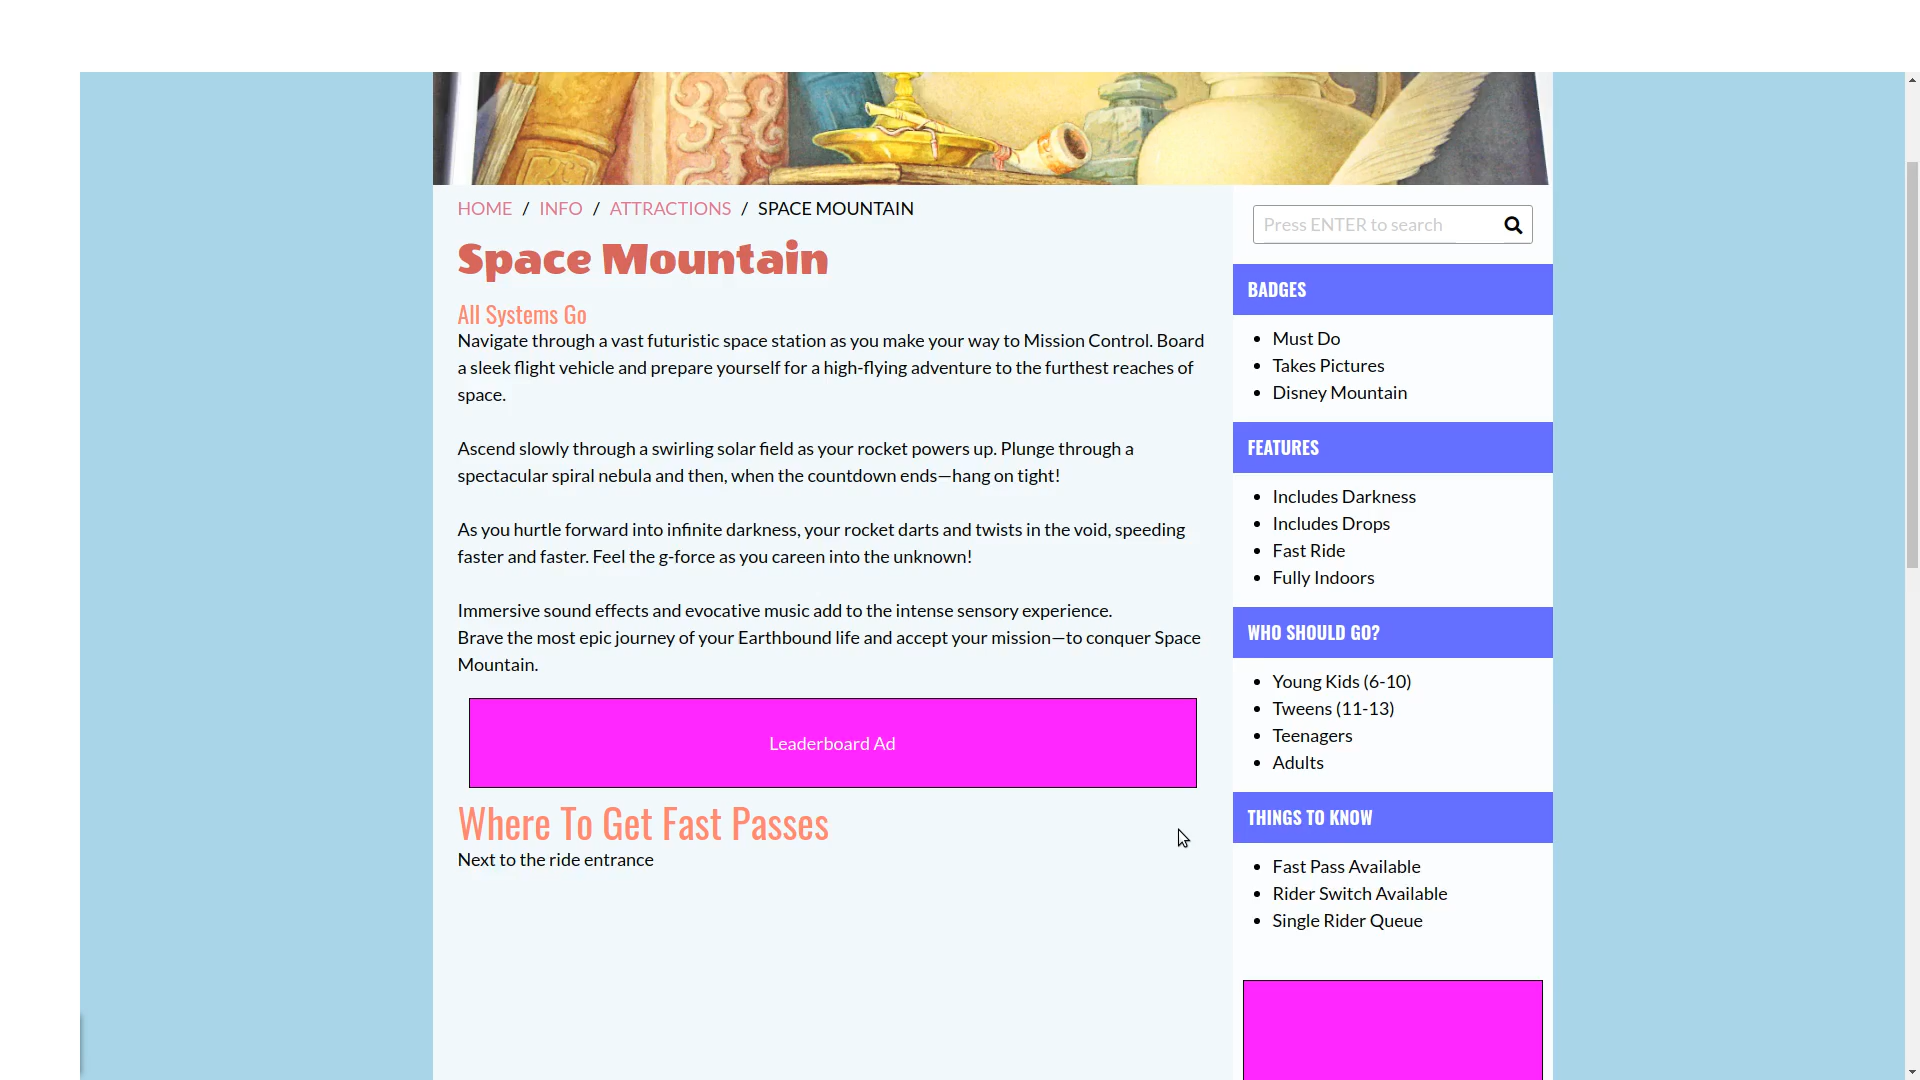 HOME / INFO / ATTRACTIONS / SPACE MOUNTAIN
Space Mountain
All Systems Go
Navigate through a vast futuristic space station as you make your way to Mission Control. Board
a sleek flight vehicle and prepare yourself for a high-flying adventure to the furthest reaches of
space.
Ascend slowly through a swirling solar field as your rocket powers up. Plunge through a
spectacular spiral nebula and then, when the countdown ends—hang on tight!
As you hurtle forward into infinite darkness, your rocket darts and twists in the void, speeding
faster and faster. Feel the g-force as you careen into the unknown!
Immersive sound effects and evocative music add to the intense sensory experience.
Brave the most epic journey of your Earthbound life and accept your mission—to conquer Space
Mountain.
Leaderboard Ad
Where To Get Fast Passes
Next to the ride entrance
Press ENTER to search
BADGES
Must Do
Takes Pictures
Disney Mountain
FEATURES
Includes Darkness
Includes Drops
Fast Ride
Fully Indoors
WHO SHOULD GO?
Young Kids (6-10)
Tweens (11-13)
Teenagers
Adults
THINGS TO KNOW
Fast Pass Available
Rider Switch Available
Single Rider Queue